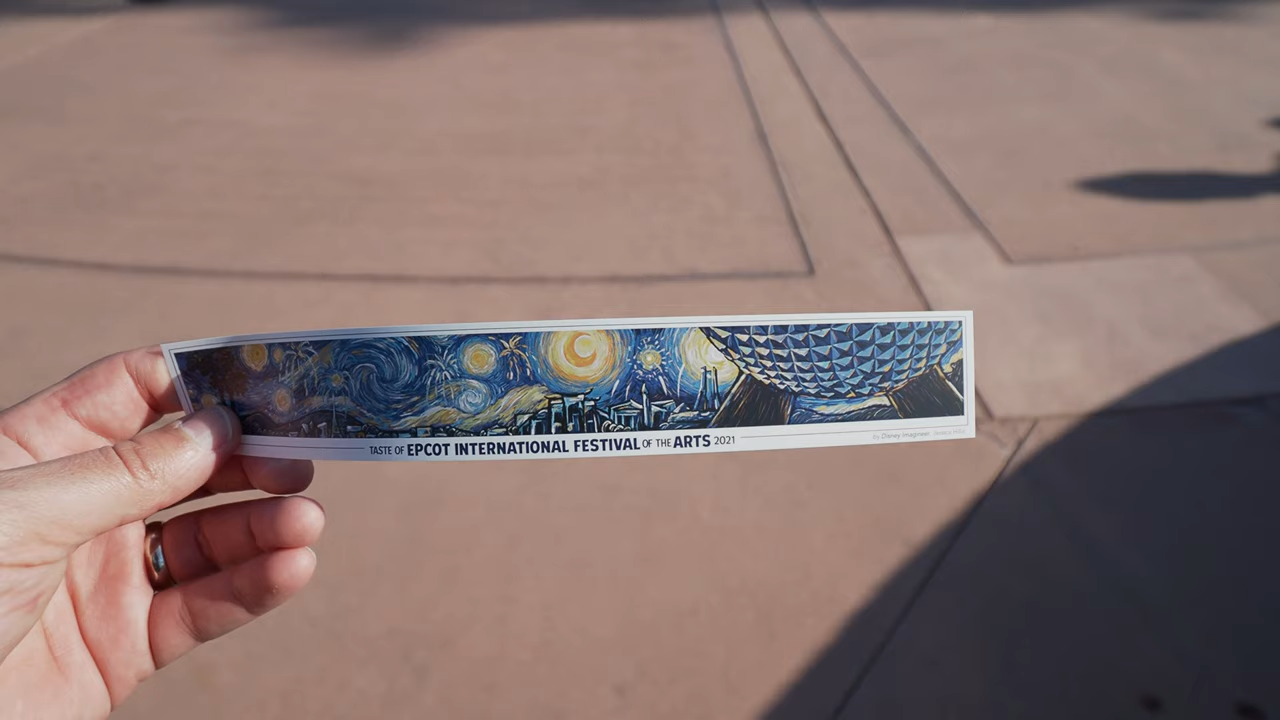 TASTE OF EPCOT INTERNATIONAL FESTIVAL OF THE ARTS 2021
By Disney Imagineer